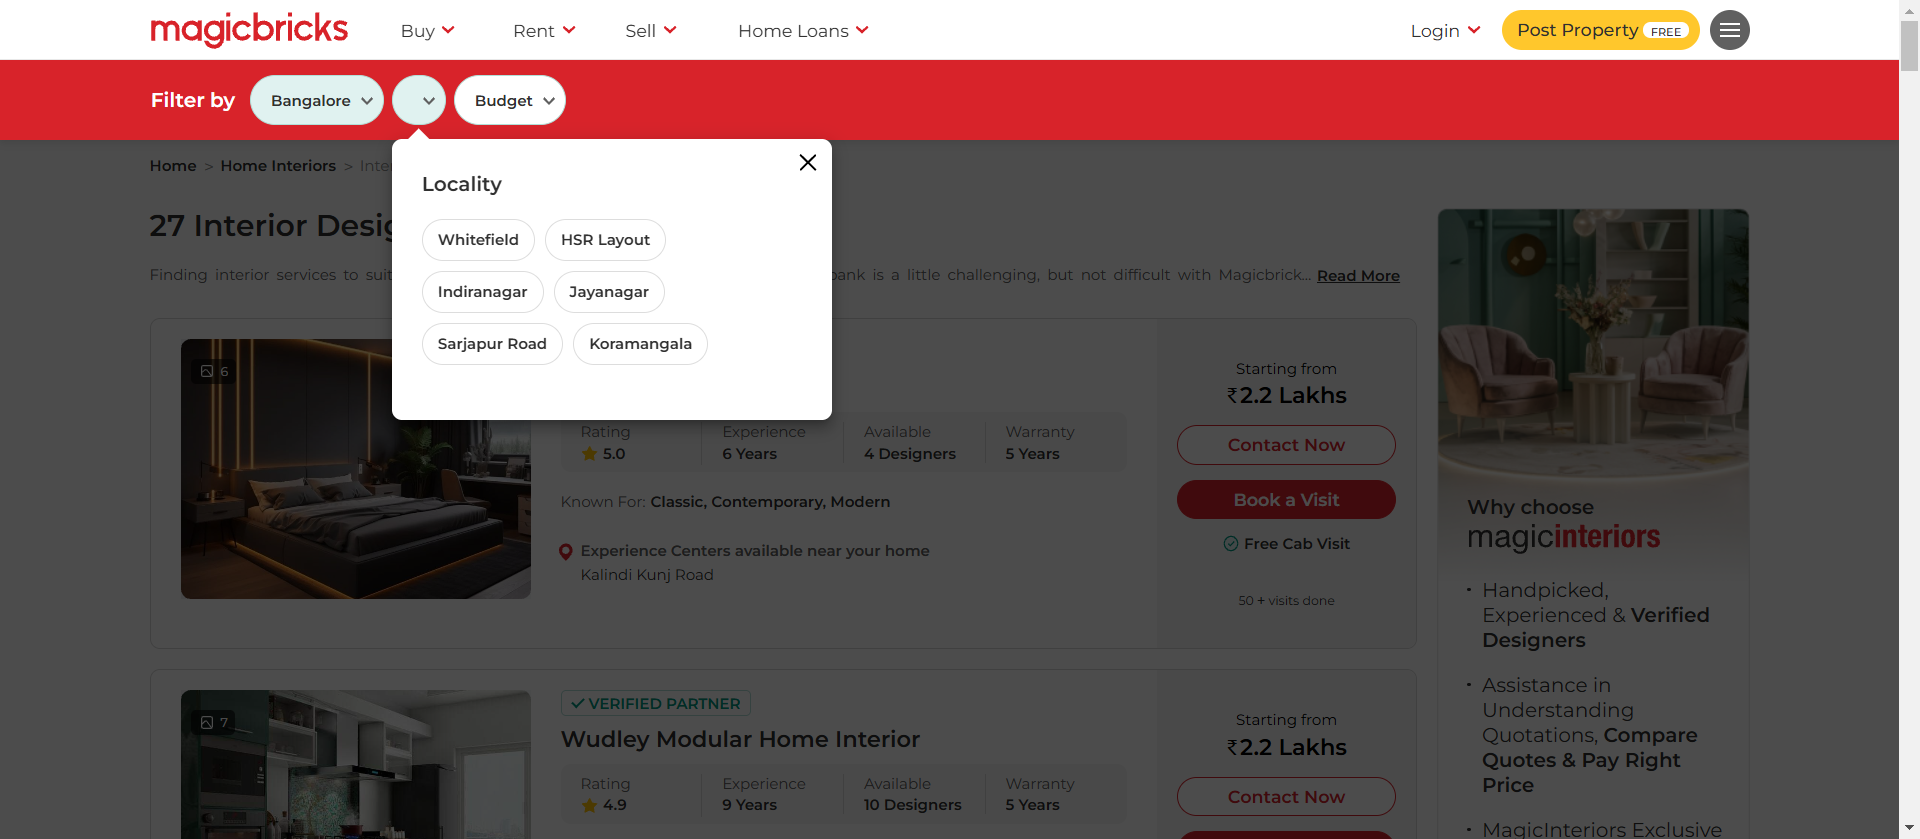 magicbricks
Buy
Rent
Sell
Home Loans
Login
Post Property FREE
Filter by
Bangalore
Budget
Home > Home Interiors >
Locality
Whitefield
HSR Layout
Indiranagar
Jayanagar
Sarjapur Road
Koramangala
27 Interior
Finding interior services to
is a little challenging, but not difficult with Magicbrick... Read More
6
Rating
5.0
Experience
6 Years
Available
4 Designers
Warranty
5 Years
Known For: Classic, Contemporary, Modern
Experience Centers available near your home
Kalindi Kunj Road
Starting from
₹2.2 Lakhs
Contact Now
Book a Visit
Free Cab Visit
50 + visits done
7
VERIFIED PARTNER
Wudley Modular Home Interior
Rating
4.9
Experience
9 Years
Available
10 Designers
Warranty
5 Years
Starting from
₹2.2 Lakhs
Contact Now
Why choose
magicinteriors
• Handpicked,
Experienced & Verified
Designers
• Assistance in
Understanding
Quotations, Compare
Quotes & Pay Right
Price
• MagicInteriors Exclusive